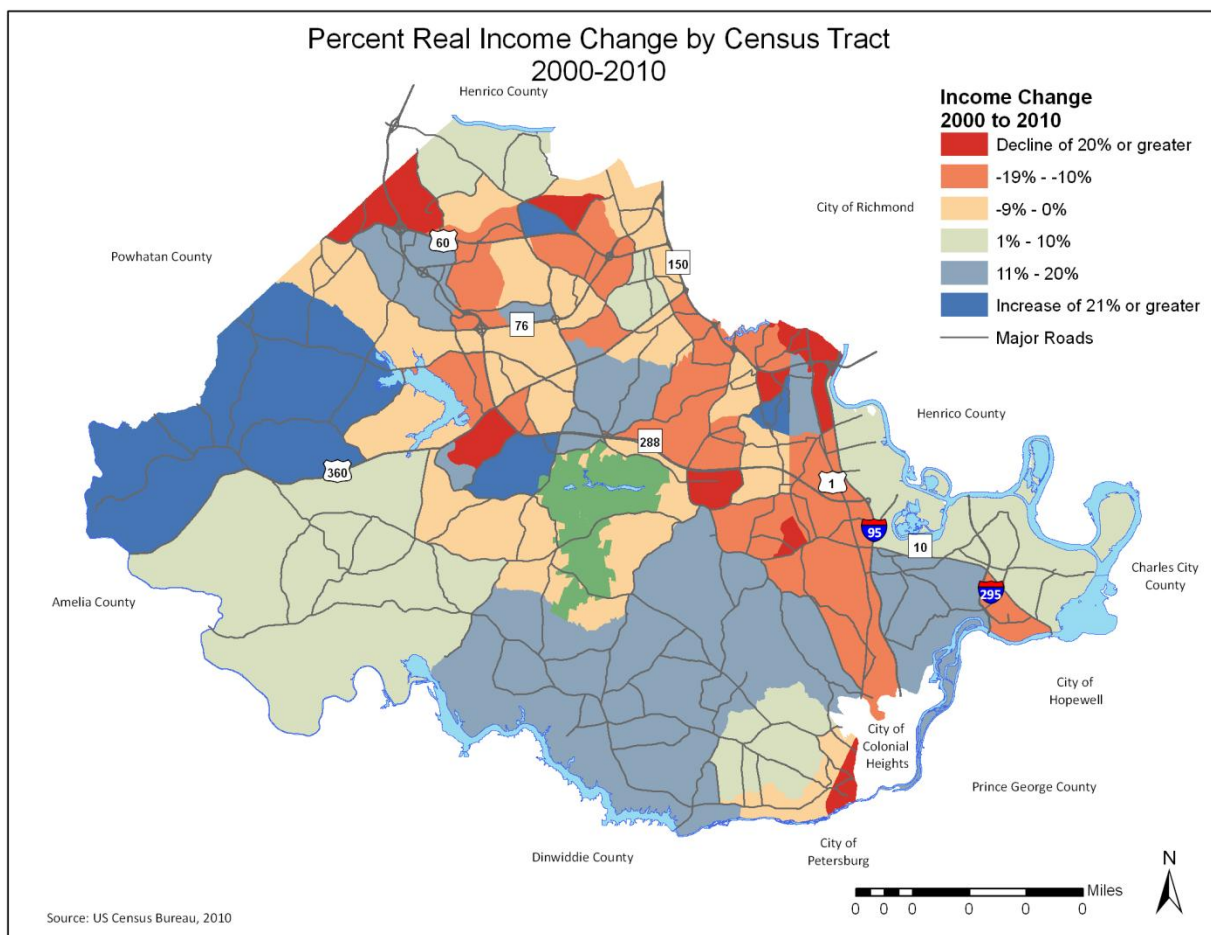 Percent Real Income Change by Census Tract
2000-2010
Henrico County
Income Change
2000 to 2010
Decline of 20% or greater
-19% - -10%
-9% - 0%
1% - 10%
11% - 20%
Increase of 21% or greater
Major Roads
City of Richmond
Powhatan County
60
150
76
Henrico County
288
360
1
95
10
Charles City
County
295
Amelia County
City of
Hopewell
City of
Colonial
Heights
Prince George County
City of
Petersburg
Dinwiddie County
N
Miles
0 0 0 0 0
Source: US Census Bureau, 2010